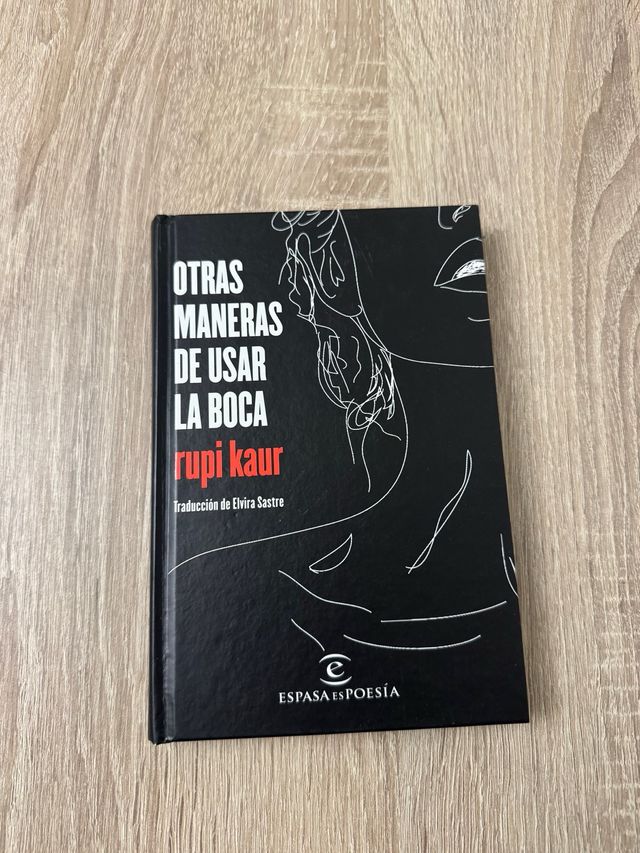 OTRAS
MANERAS
DE USAR
LA BOCA
rupi kaur
Traducción de Elvira Sastre
e
ESPASA ES POESÍA